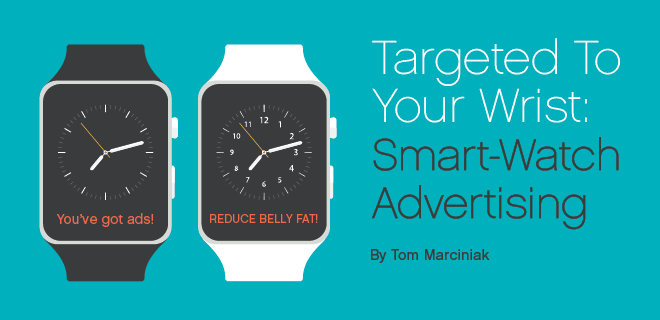 Targeted To
Your Wrist:
Smart-Watch
Advertising
By Tom Marciniak
You've got ads!
12
1
2
3
4
5
6
7
8
9
10
11
REDUCE BELLY FAT!